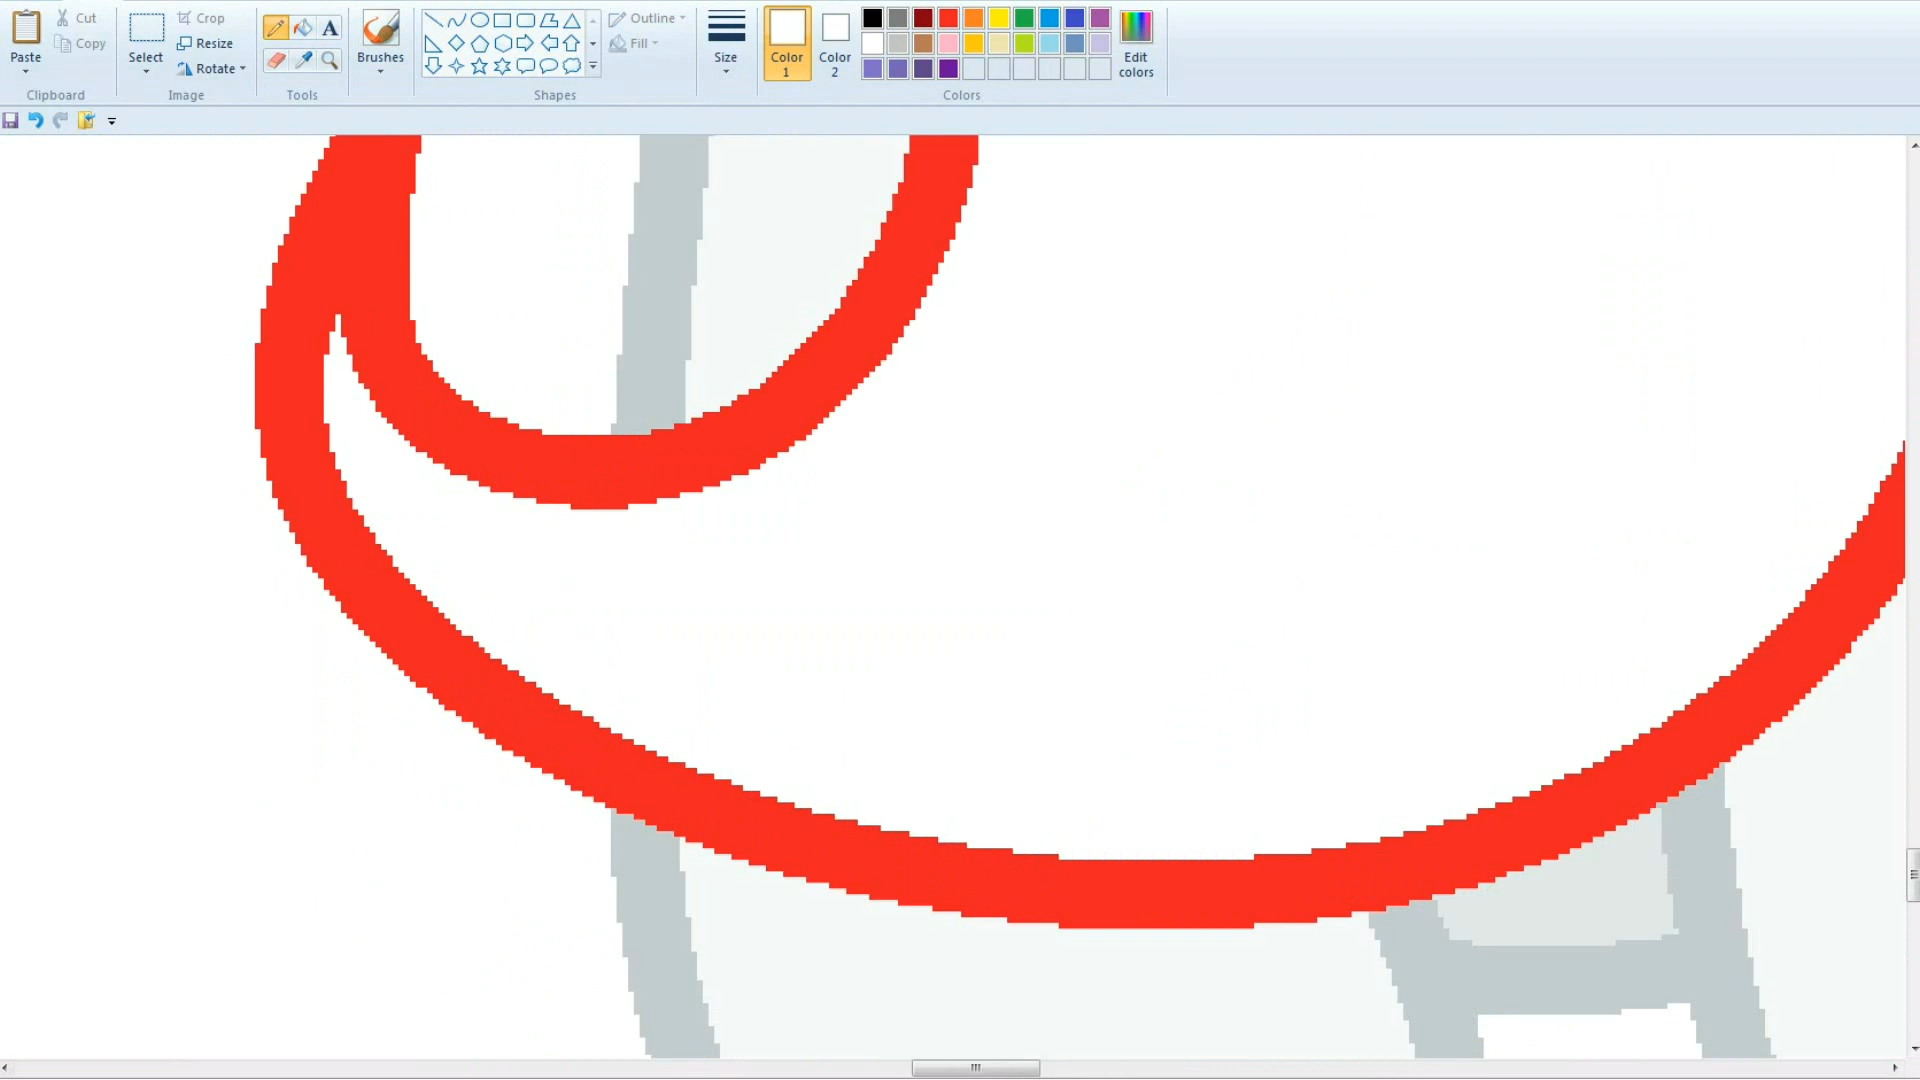 Paste
Cut
Copy
Clipboard
Select
Crop
Resize
Rotate
Image
A
Tools
Brushes
Shapes
Outline
Fill
Size
Color
1
Color
2
Edit
colors
Colors